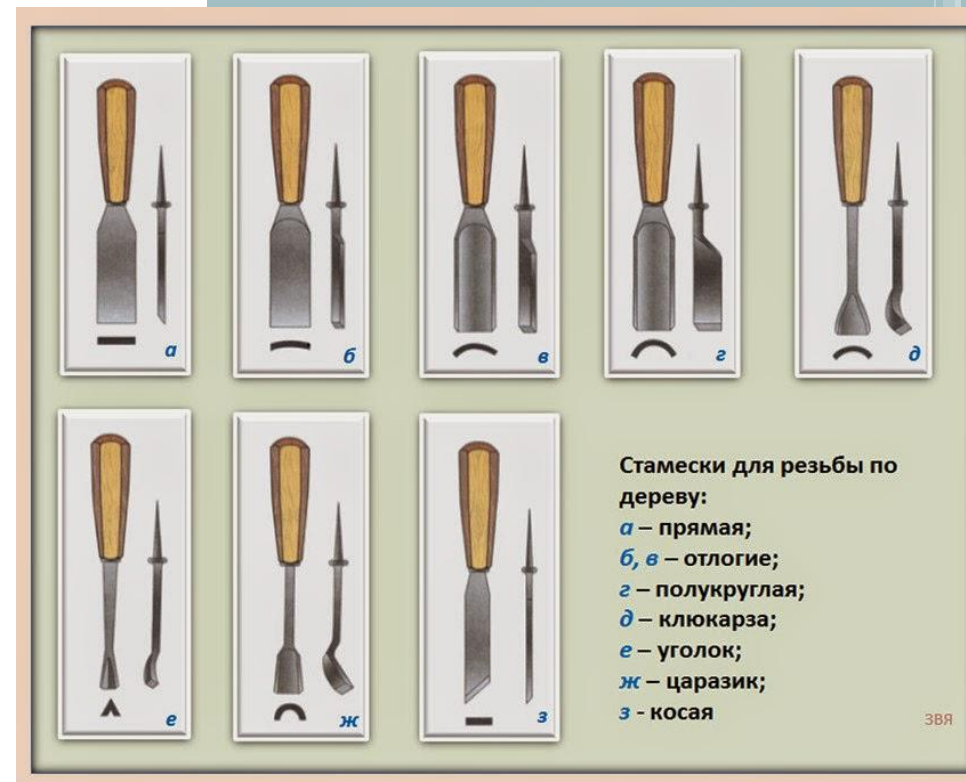 а
б
в
г
д
е
ж
з
Стамески для резьбы по
дереву:
а – прямая;
б, в – отлогие;
г – полукруглая;
д – клюкарза;
е – уголок;
ж – царазик;
з - косая
ЗВЯ